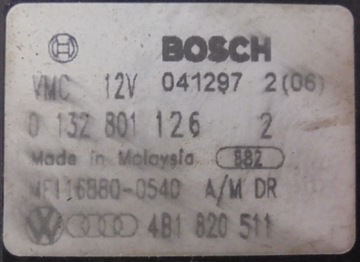 BOSCH
VMC 12V 041297 2(06)
0 132 801 126 2
Made in Malaysia 882
MF116880-0540 A/M DR
4B1 820 511